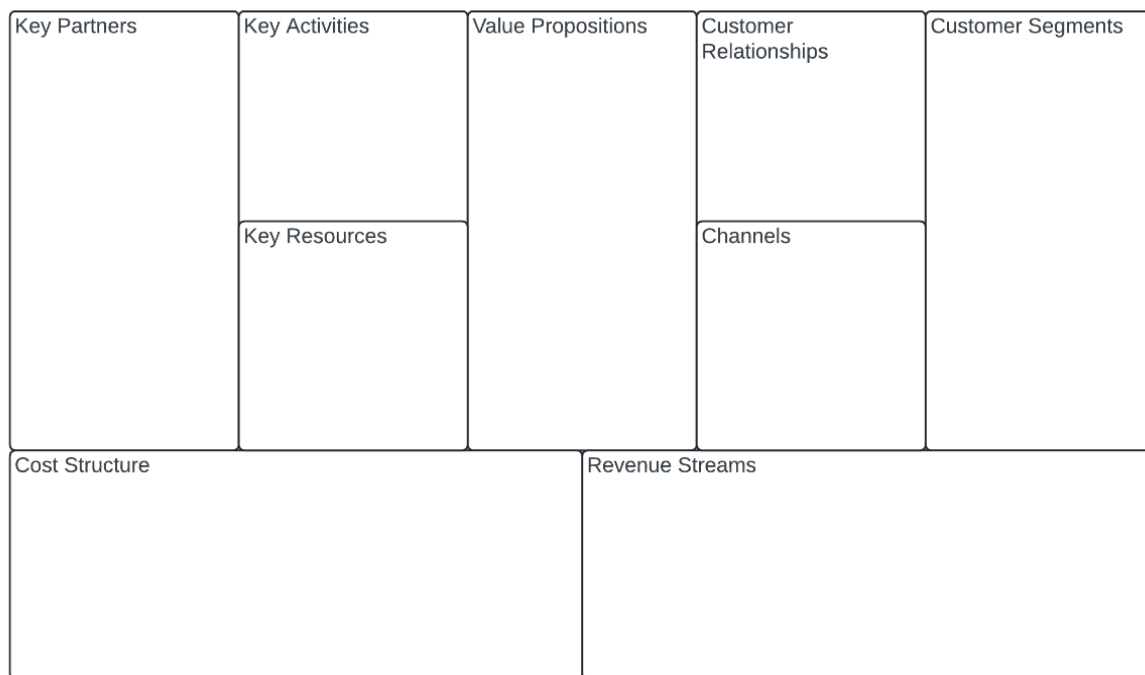 Key Partners
Key Activities
Value Propositions
Customer
Relationships
Customer Segments
Key Resources
Channels
Cost Structure
Revenue Streams